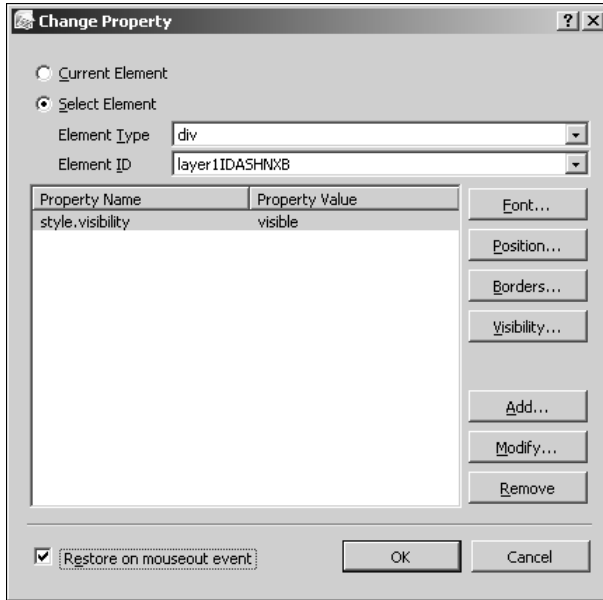 Change Property
Current Element
Select Element
Element Type div
Element ID layer1IDASHNXB
Property Name Property Value
style.visibility visible
Font...
Position...
Borders...
Visibility...
Add...
Modify...
Remove
Restore on mouseout event
OK
Cancel